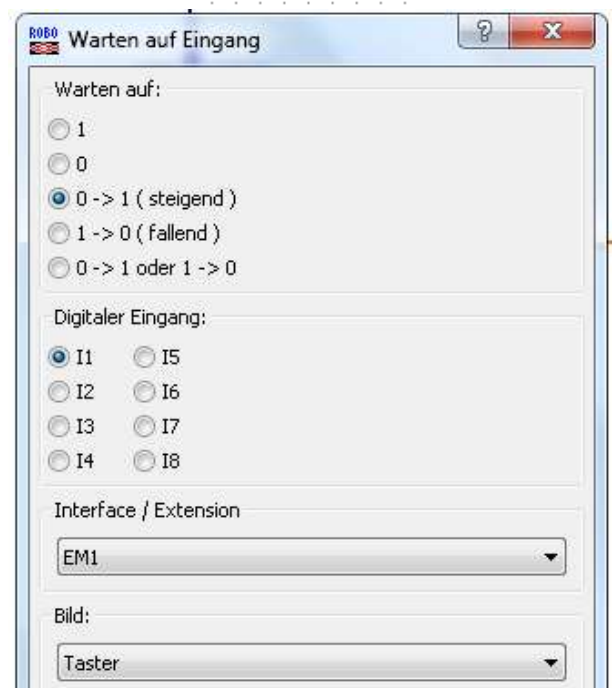 ROBO Warten auf Eingang ?
Warten auf:
1
0
0 -> 1 ( steigend )
1 -> 0 ( fallend )
0 -> 1 oder 1 -> 0
Digitaler Eingang:
I1 I5
I2 I6
I3 I7
I4 I8
Interface / Extension
EM1
Bild:
Taster